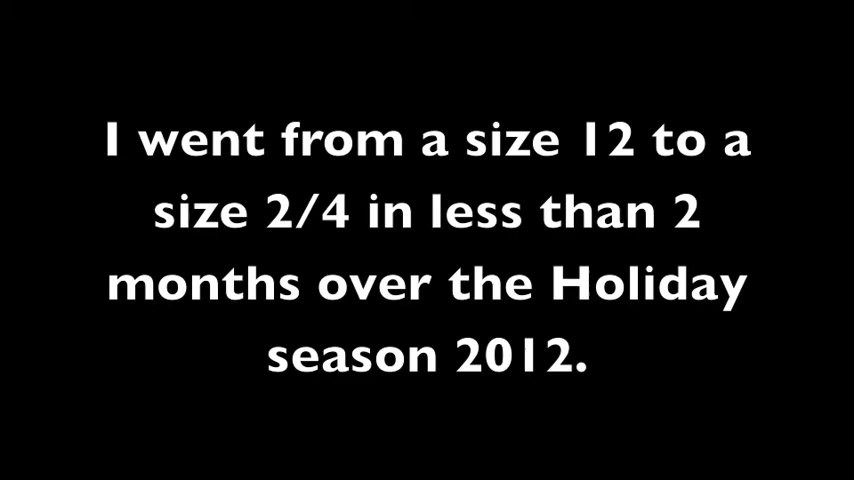 I went from a size 12 to a
size 2/4 in less than 2
months over the Holiday
season 2012.